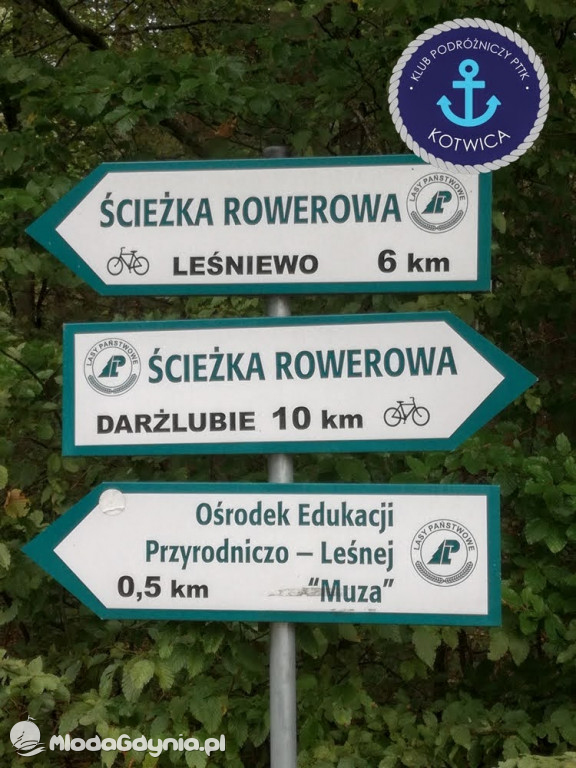 KLUB PODRÓŻNICZY PTTK
KOTWICA
ŚCIEŻKA ROWEROWA
LASY PAŃSTWOWE
LEŚNIEWO 6 km
LASY PAŃSTWOWE
ŚCIEŻKA ROWEROWA
DARŻLUBIE 10 km
Ośrodek Edukacji
Przyrodniczo – Leśnej
0,5 km "Muza"
LASY PAŃSTWOWE
MlodaGdynia.pl